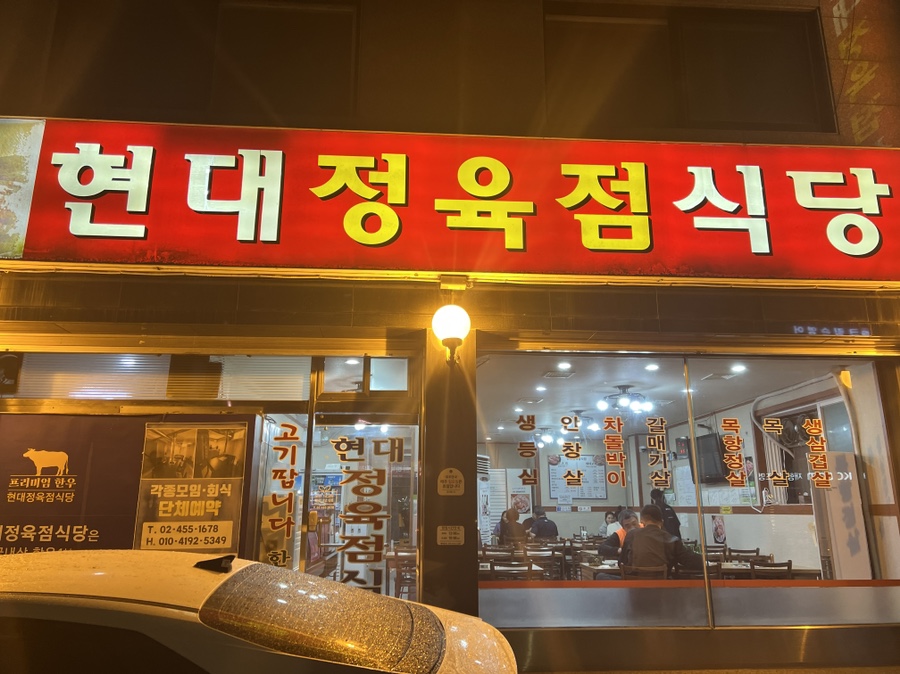 현대정육점식당
프리미엄 한우
현대정육점식당
각종모임·회식
단체예약
T. 02-455-1678
H. 010-4192-5349
정육점식당은
고기짭니다
한
현대
정육점식
생등심
안창살
차돌박이
갈매기살
목항정살
목살
생삼겹살